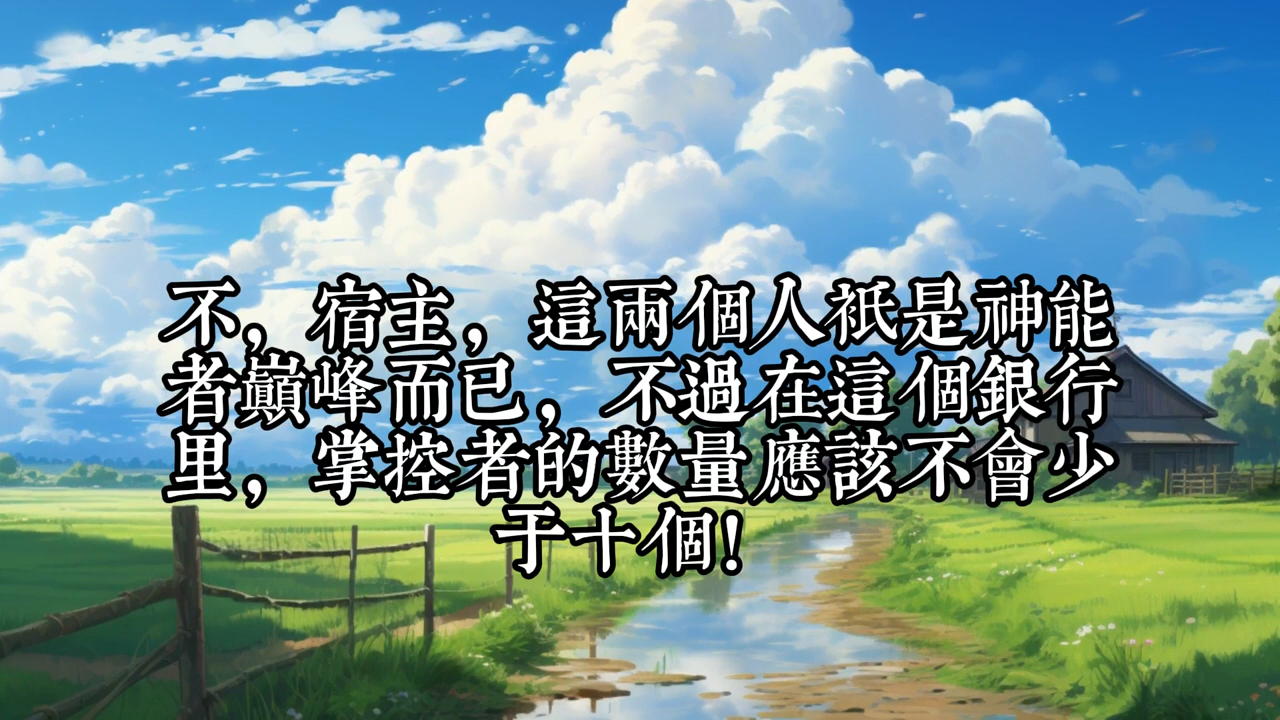 不，宿主，這兩個人衹是神能
者巔峰而已，不過在這個銀行
里，掌控者的數量應該不會少
于十個！